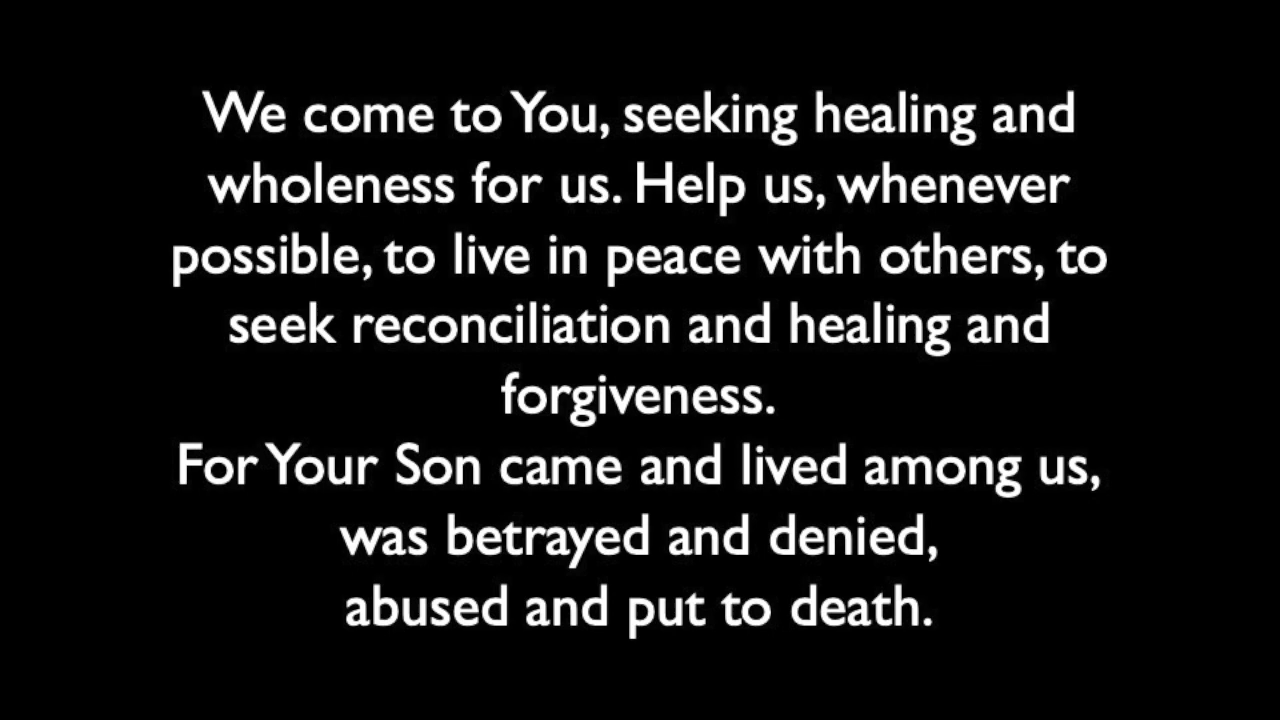 We come to You, seeking healing and
wholeness for us. Help us, whenever
possible, to live in peace with others, to
seek reconciliation and healing and
forgiveness.
For Your Son came and lived among us,
was betrayed and denied,
abused and put to death.